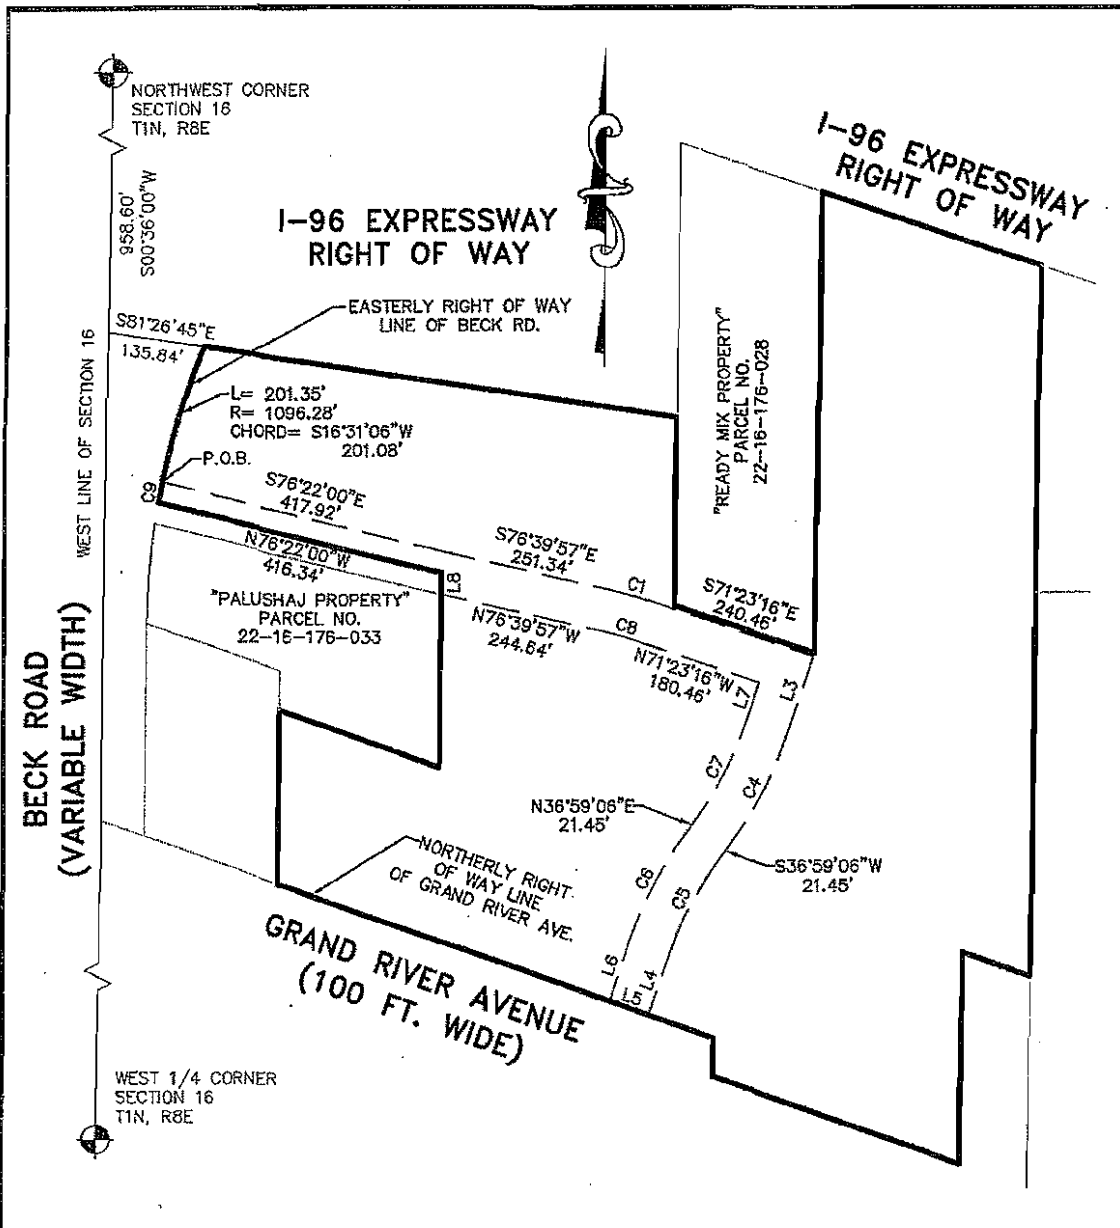 NORTHWEST CORNER
SECTION 16
T1N, R8E
958.60'
S00°36'00"W
I-96 EXPRESSWAY
RIGHT OF WAY
I-96 EXPRESSWAY
RIGHT OF WAY
EASTERLY RIGHT OF WAY
LINE OF BECK RD.
S81°26'45"E
135.84'
WEST LINE OF SECTION 16
L= 201.35'
R= 1096.28'
CHORD= S16°31'06"W
201.08'
P.O.B.
C9
"READY MIX PROPERTY"
PARCEL NO.
22-16-176-028
S76°22'00"E
417.92'
S76°39'57"E
251.34'
C1
S71°23'16"E
240.46'
N76°22'00"W
416.34'
L8
"PALUSHAJ PROPERTY"
PARCEL NO.
22-16-176-033
N76°39'57"W
244.64'
C8
N71°23'16"W
180.46'
L7
L3
BECK ROAD
(VARIABLE WIDTH)
C7
C4
N36°59'06"E
21.45'
S36°59'06"W
21.45'
C6
C5
NORTHERLY RIGHT
OF WAY LINE
OF GRAND RIVER AVE.
L6
L5
L4
GRAND RIVER AVENUE
(100 FT. WIDE)
WEST 1/4 CORNER
SECTION 16
T1N, R8E